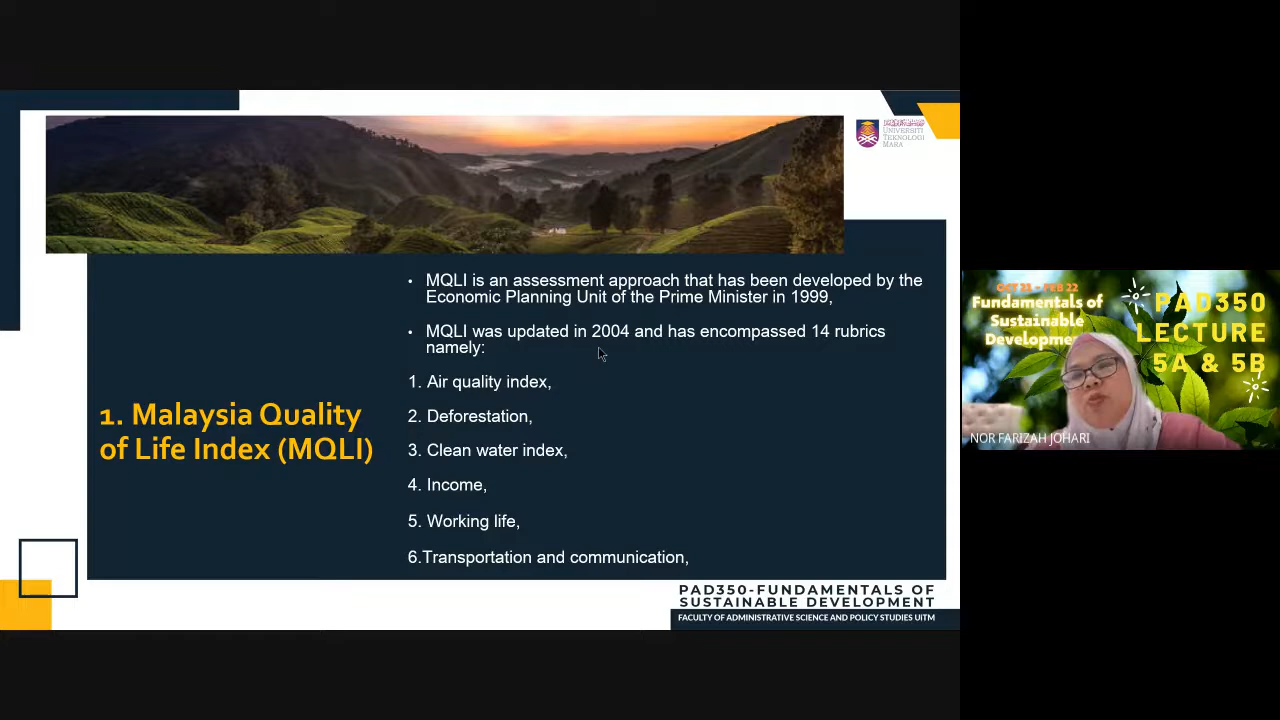 UNIVERSITI
TEKNOLOGI
MARA
• MQLI is an assessment approach that has been developed by the
Economic Planning Unit of the Prime Minister in 1999,
• MQLI was updated in 2004 and has encompassed 14 rubrics
namely:
1. Air quality index,
2. Deforestation,
3. Clean water index,
4. Income,
5. Working life,
6.Transportation and communication,
1. Malaysia Quality
of Life Index (MQLI)
PAD350-FUNDAMENTALS OF
SUSTAINABLE DEVELOPMENT
FACULTY OF ADMINISTRATIVE SCIENCE AND POLICY STUDIES UITM
Fundamentals of
Sustainable
PAD350
LECTURE
5A & 5B
NOR FARIZAH JOHARI